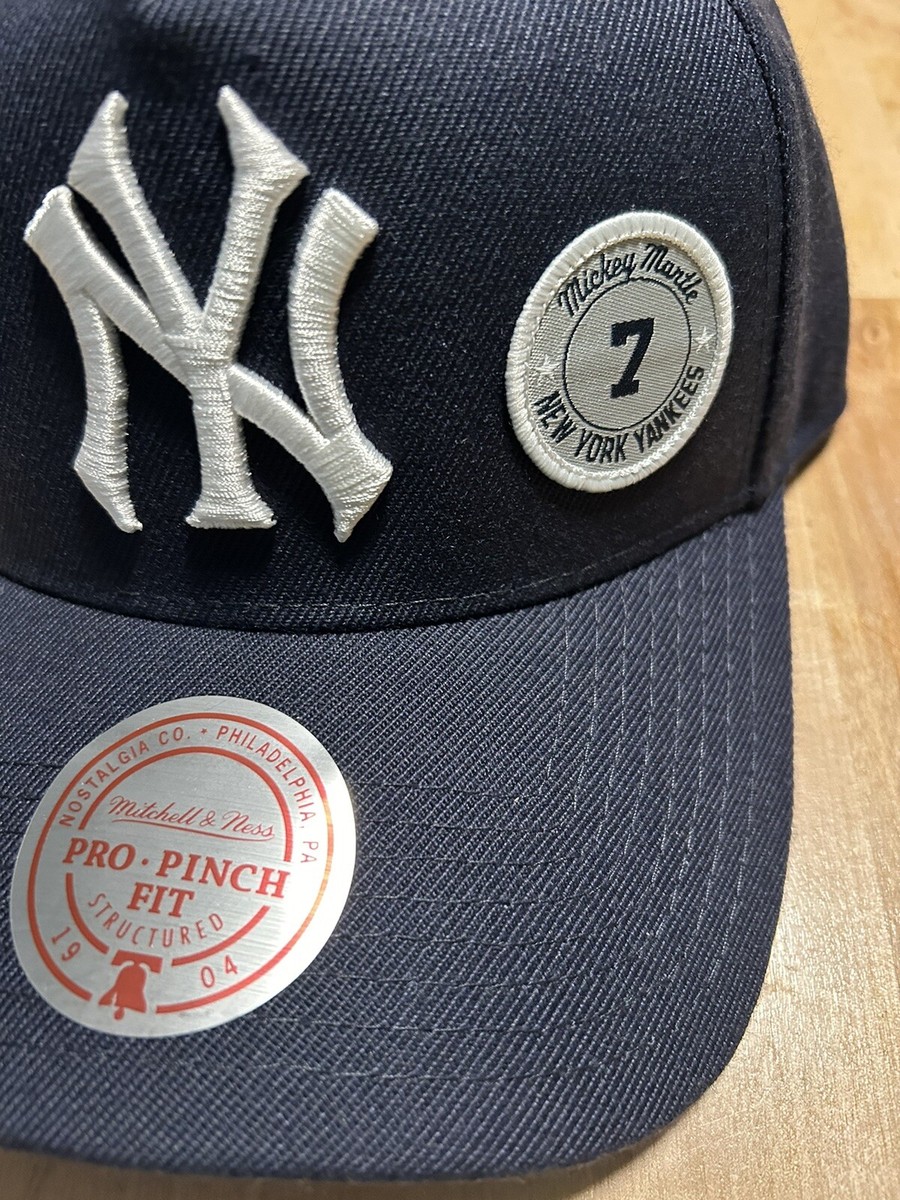 NY
Mickey Mantle
7
NEW YORK YANKEES
NOSTALGIA CO. • PHILADELPHIA, PA
Mitchell & Ness
PRO · PINCH
FIT
STRUCTURED
19 04